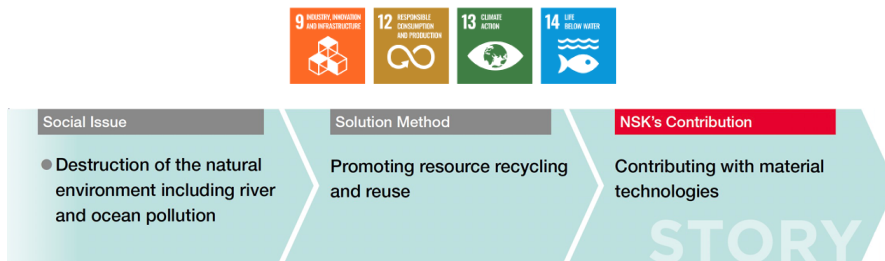 9 INDUSTRY, INNOVATION
AND INFRASTRUCTURE
12 RESPONSIBLE
CONSUMPTION
AND PRODUCTION
13 CLIMATE
ACTION
14 LIFE
BELOW WATER
Social Issue
● Destruction of the natural
environment including river
and ocean pollution
Solution Method
Promoting resource recycling
and reuse
NSK's Contribution
Contributing with material
technologies
STORY